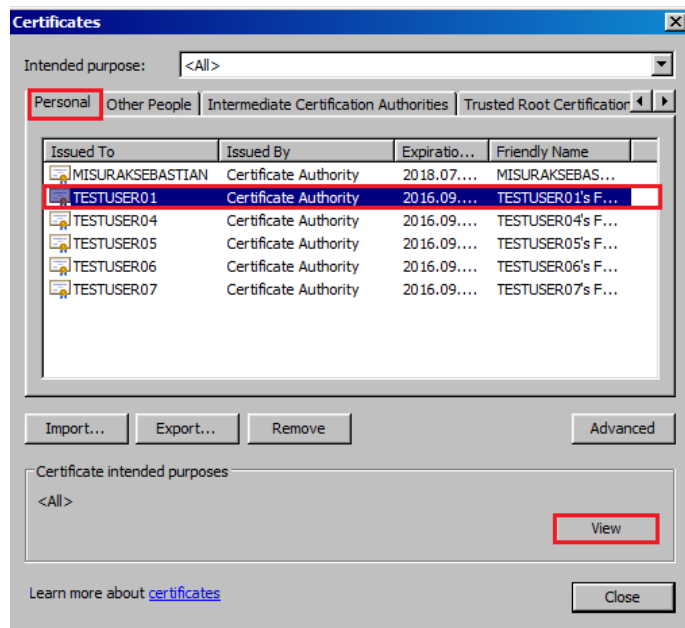 Certificates
Intended purpose: <All>
Personal Other People Intermediate Certification Authorities Trusted Root Certification
Issued To Issued By Expiratio... Friendly Name
MISURAKSEBASTIAN Certificate Authority 2018.07.... MISURAKSEBAS...
TESTUSER01 Certificate Authority 2016.09.... TESTUSER01's F...
TESTUSER04 Certificate Authority 2016.09.... TESTUSER04's F...
TESTUSER05 Certificate Authority 2016.09.... TESTUSER05's F...
TESTUSER06 Certificate Authority 2016.09.... TESTUSER06's F...
TESTUSER07 Certificate Authority 2016.09.... TESTUSER07's F...
Import... Export... Remove Advanced
Certificate intended purposes
<All>
View
Learn more about certificates
Close